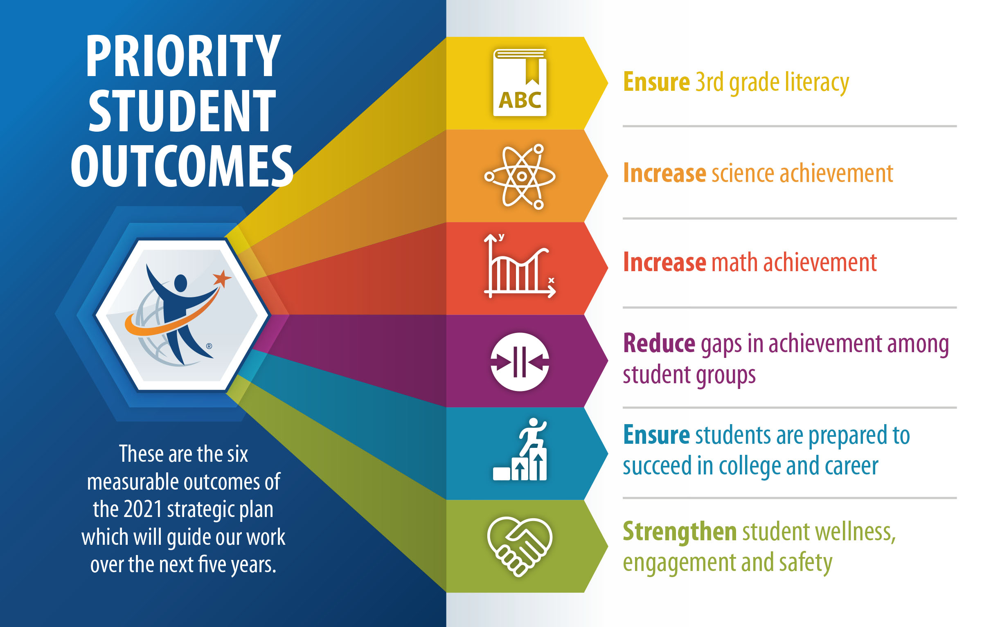 PRIORITY
STUDENT
OUTCOMES
®
These are the six
measurable outcomes of
the 2021 strategic plan
which will guide our work
over the next five years.
ABC
Ensure 3rd grade literacy
Increase science achievement
y
x
Increase math achievement
Reduce gaps in achievement among
student groups
Ensure students are prepared to
succeed in college and career
Strengthen student wellness,
engagement and safety